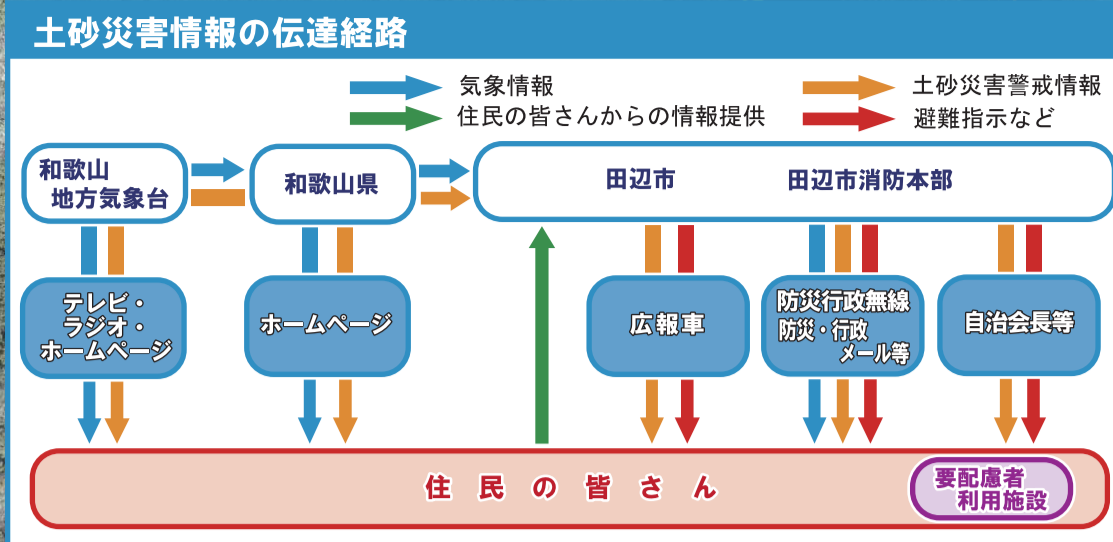 土砂災害情報の伝達経路
気象情報
土砂災害警戒情報
住民の皆さんからの情報提供
避難指示など
和歌山
地方気象台
和歌山県
田辺市
田辺市消防本部
テレビ・
ラジオ・
ホームページ
ホームページ
広報車
防災行政無線
防災・行政
メール等
自治会長等
住民の皆さん
要配慮者
利用施設